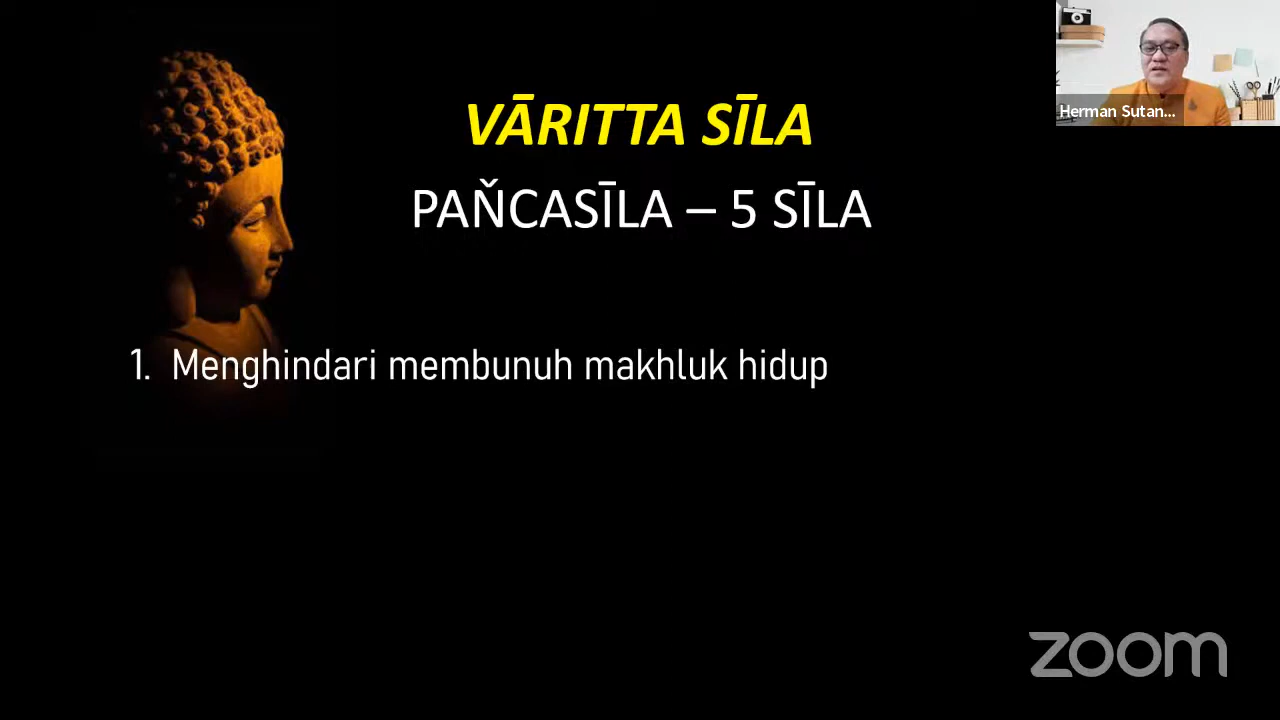 VĀRITTA SĪLA
PAŇCASĪLA – 5 SĪLA
1. Menghindari membunuh makhluk hidup
Herman Sutan...
zoom